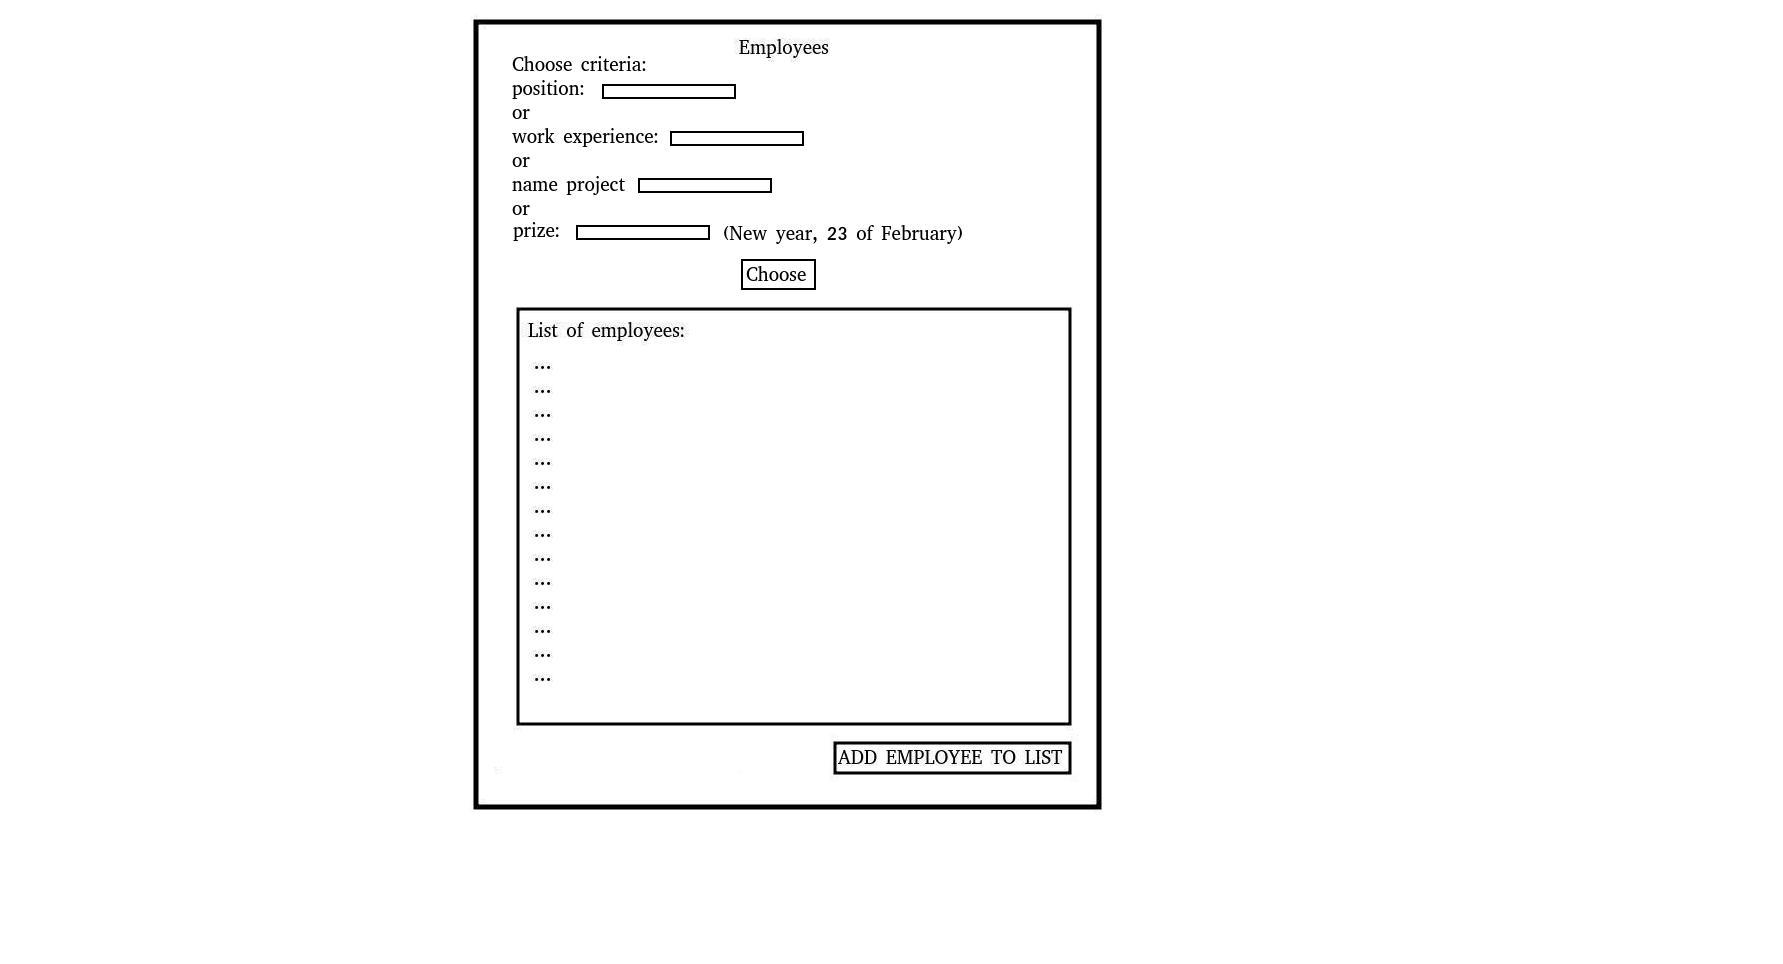 Employees
Choose criteria:
position:
or
work experience:
or
name project
or
prize: (New year, 23 of February)
Choose
List of employees:
...
...
...
...
...
...
...
...
...
...
...
...
...
...
ADD EMPLOYEE TO LIST